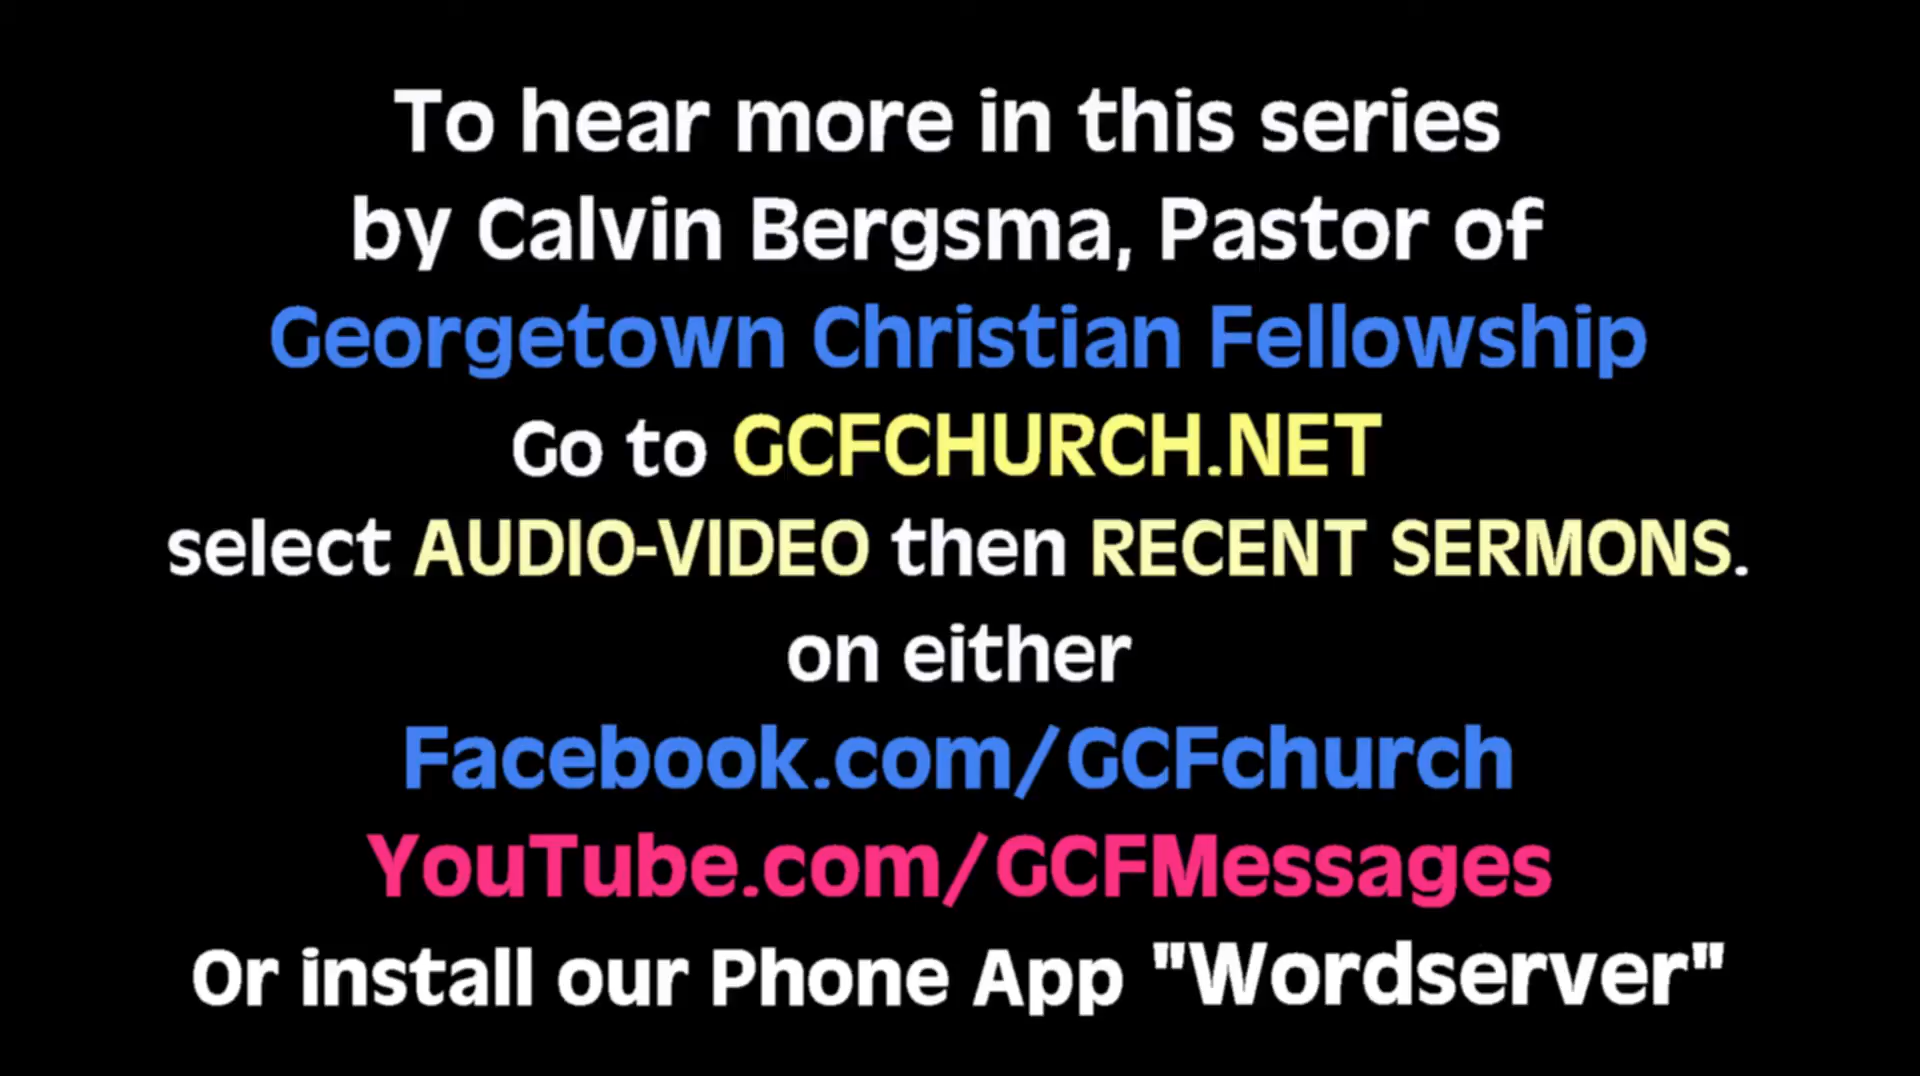 To hear more in this series
by Calvin Bergsma, Pastor of
Georgetown Christian Fellowship
Go to GCFCHURCH.NET
select AUDIO-VIDEO then RECENT SERMONS.
on either
Facebook.com/GCFchurch
YouTube.com/GCFMessages
Or install our Phone App "Wordserver"